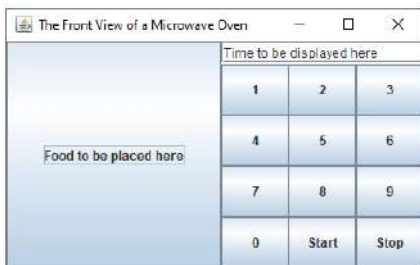 The Front View of a Microwave Oven
Time to be displayed here
Food to be placed here
1 2 3
4 5 6
7 8 9
0 Start Stop